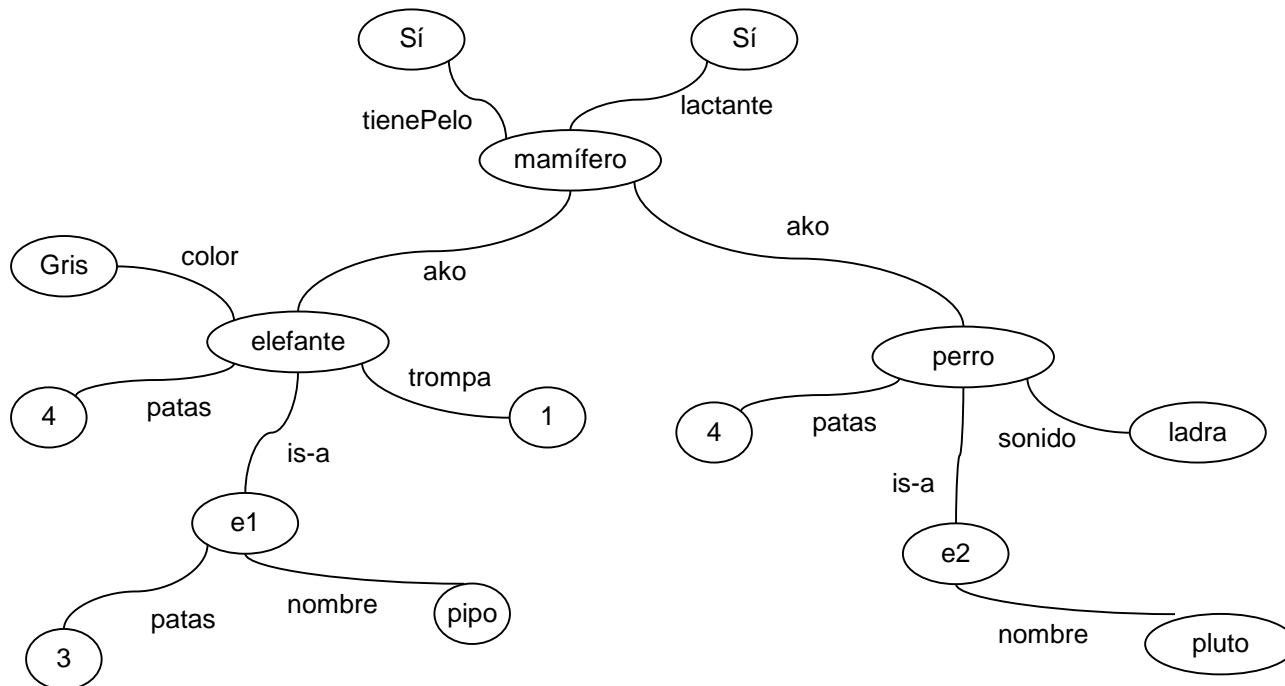 Sí
Sí
tienePelo
lactante
mamífero
ako
Gris
color
ako
elefante
perro
trompa
4
patas
1
4
patas
sonido
ladra
is-a
is-a
e1
e2
patas
nombre
pipo
nombre
pluto
3